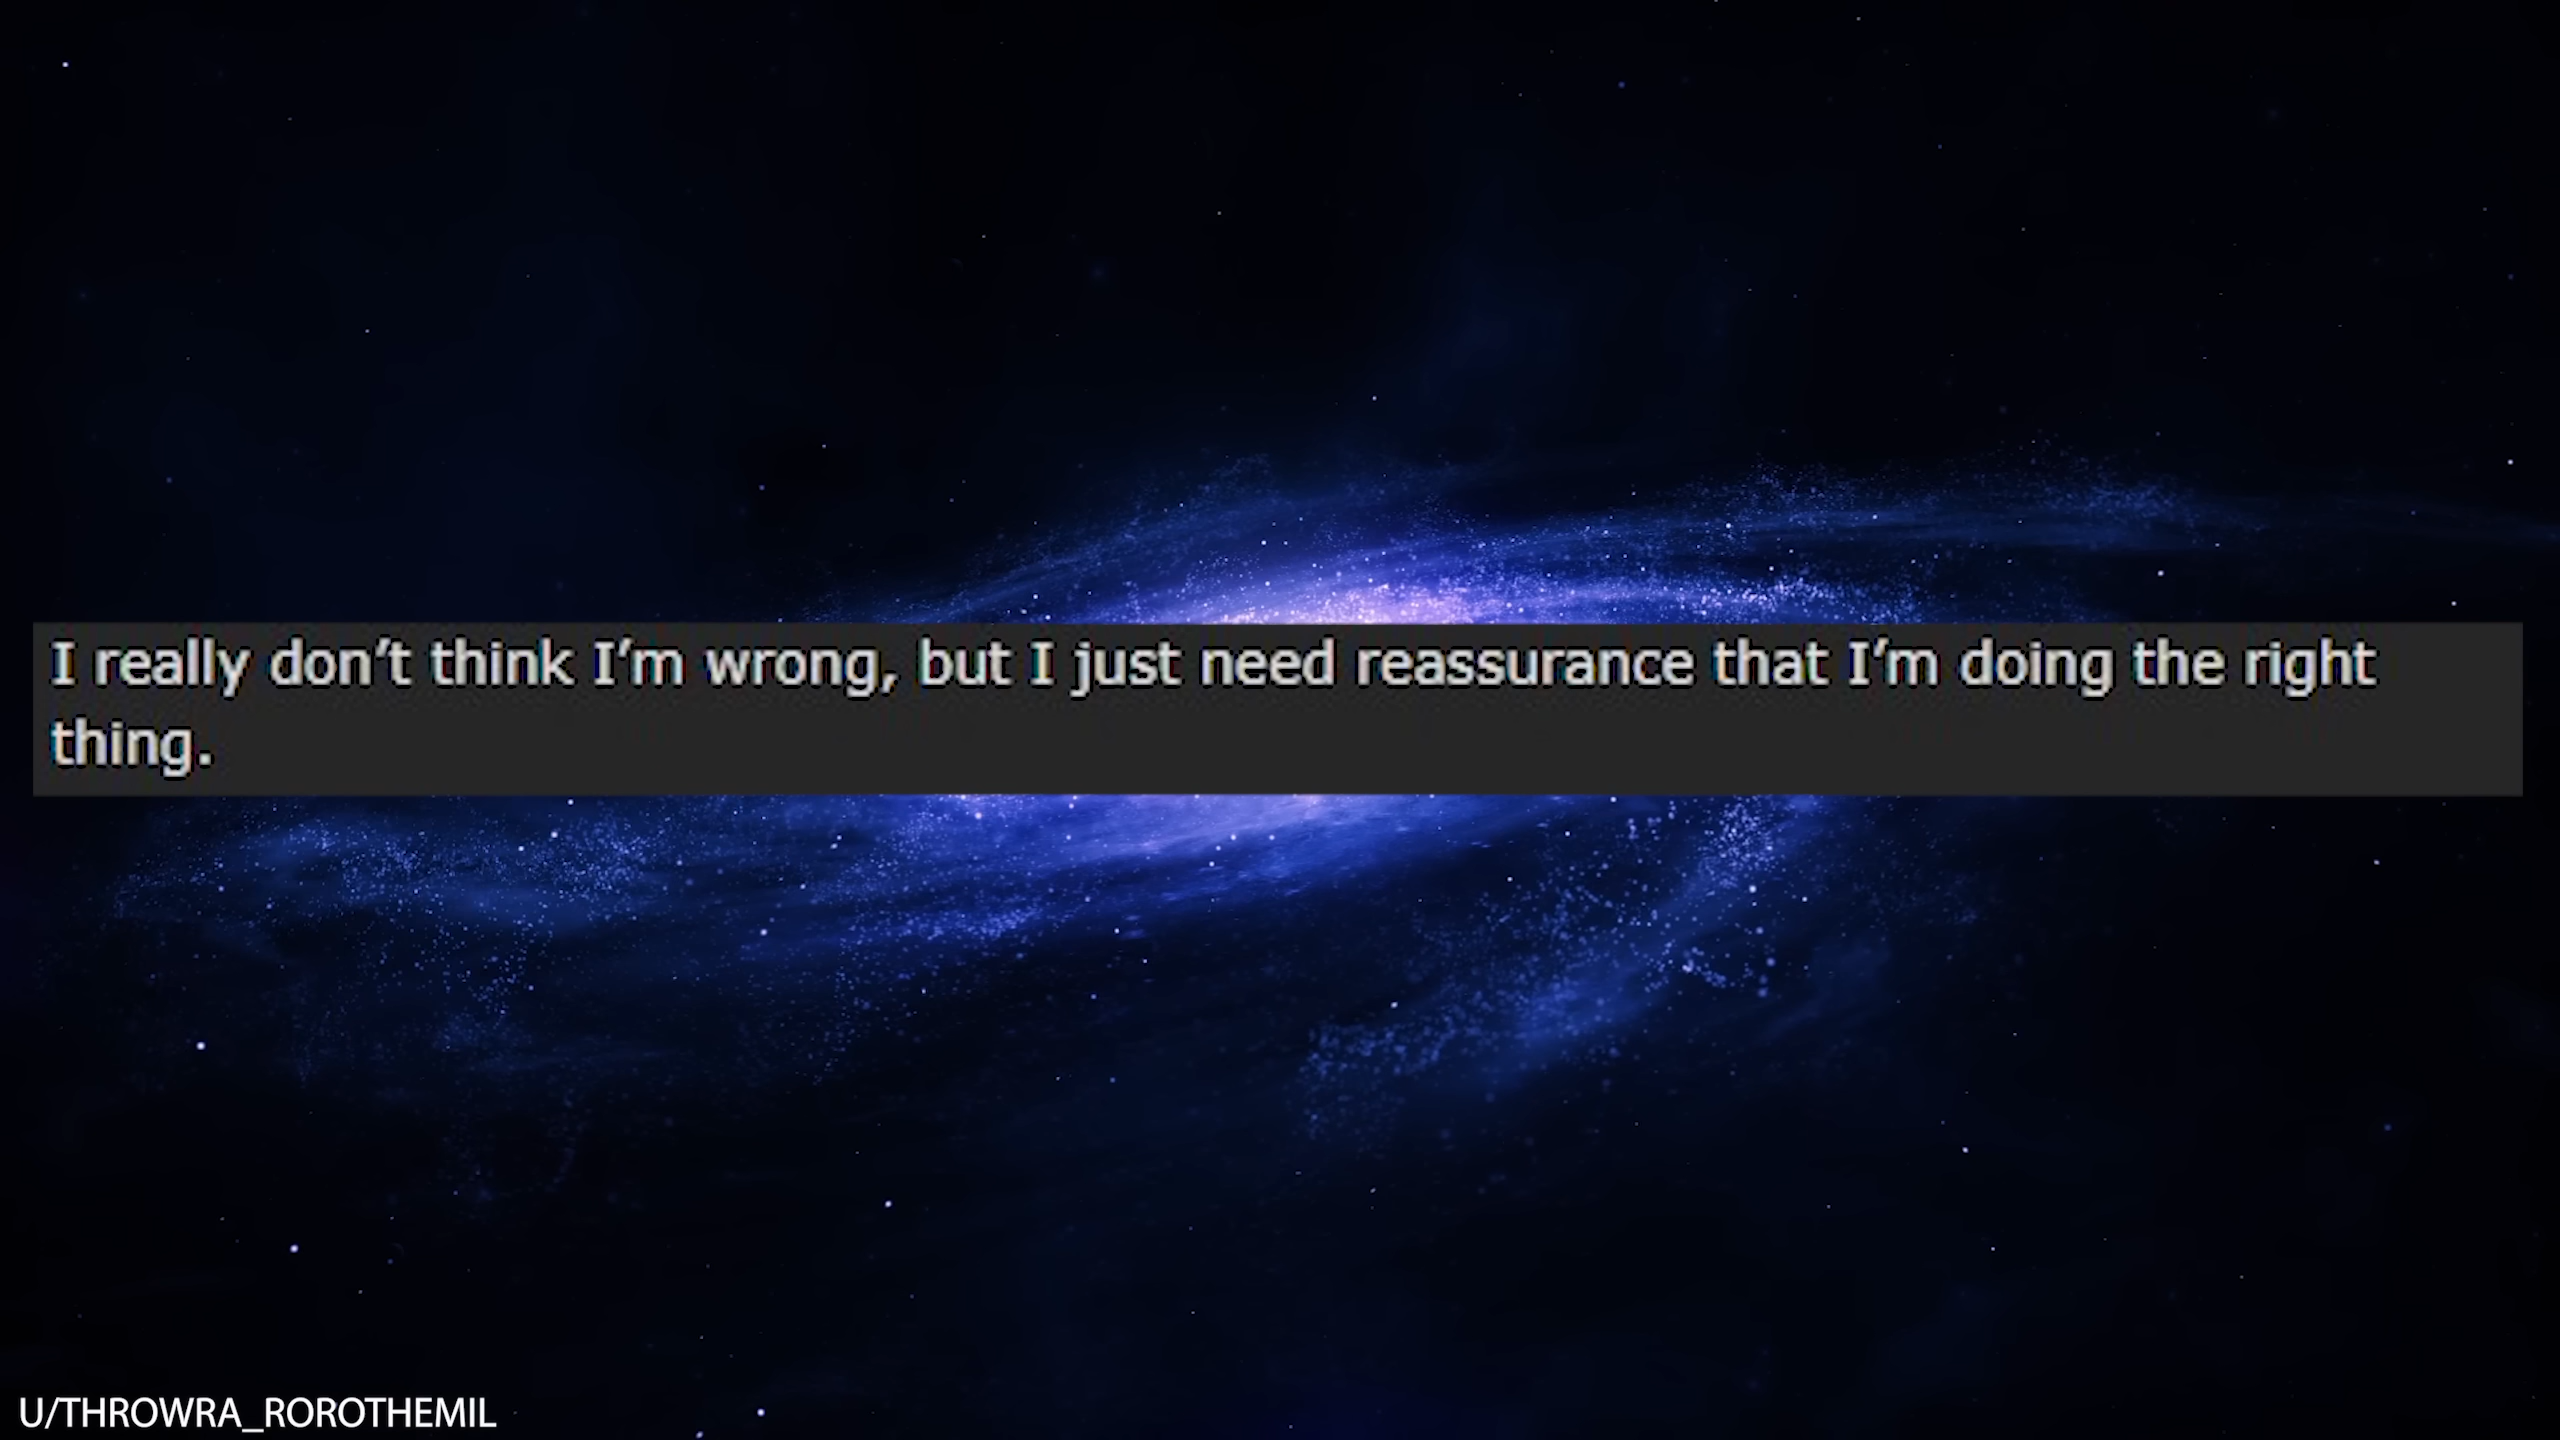 I really don’t think I’m wrong, but I just need reassurance that I’m doing the right
thing.
U/THROWRA_ROROTHEMIL